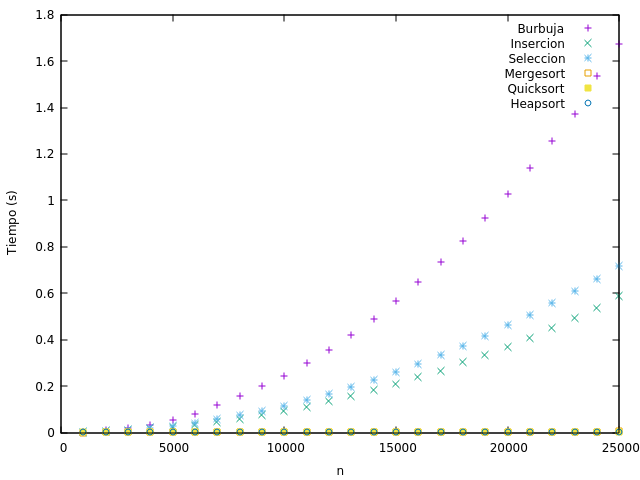 1.8
1.6
1.4
1.2
1
0.8
0.6
0.4
0.2
0
Tiempo (s)
Burbuja
Insercion
Seleccion
Mergesort
Quicksort
Heapsort
0 5000 10000 15000 20000 25000
n